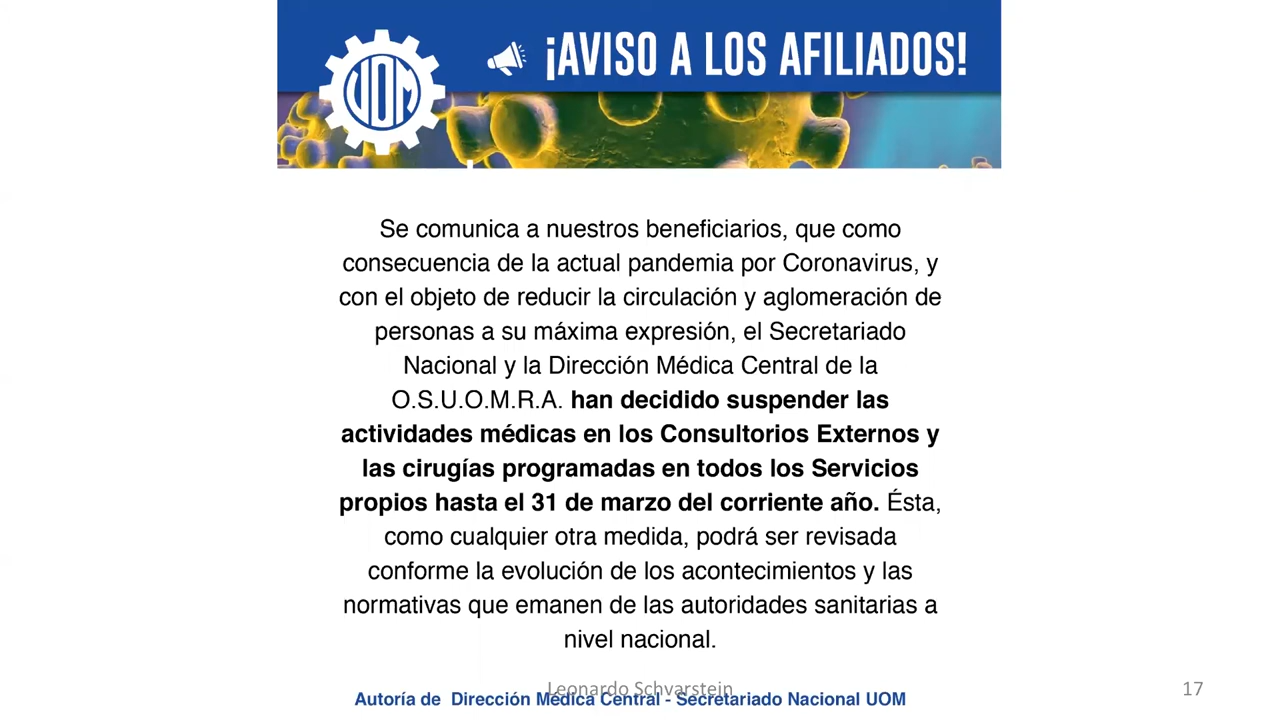 UOM
¡AVISO A LOS AFILIADOS!
Se comunica a nuestros beneficiarios, que como
consecuencia de la actual pandemia por Coronavirus, y
con el objeto de reducir la circulación y aglomeración de
personas a su máxima expresión, el Secretariado
Nacional y la Dirección Médica Central de la
O.S.U.O.M.R.A. han decidido suspender las
actividades médicas en los Consultorios Externos y
las cirugías programadas en todos los Servicios
propios hasta el 31 de marzo del corriente año. Ésta,
como cualquier otra medida, podrá ser revisada
conforme la evolución de los acontecimientos y las
normativas que emanen de las autoridades sanitarias a
nivel nacional.
Leonardo Schvarstein
17
Autoría de Dirección Médica Central - Secretariado Nacional UOM